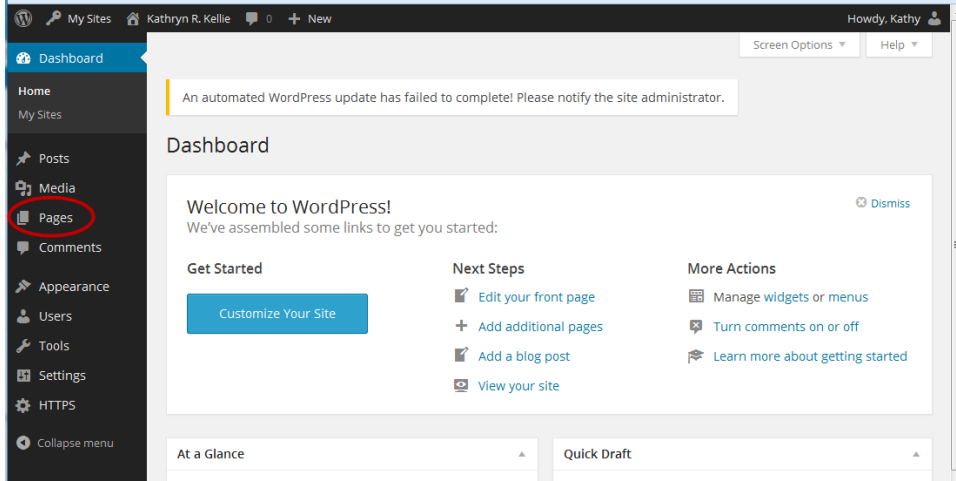 My Sites Kathryn R. Kellie 0 New Howdy, Kathy
Screen Options Help
Dashboard
Home
My Sites
Posts
Media
Pages
Comments
Appearance
Users
Tools
Settings
HTTPS
Collapse menu
An automated WordPress update has failed to complete! Please notify the site administrator.
Dashboard
Welcome to WordPress!
Dismiss
We've assembled some links to get you started:
Get Started
Customize Your Site
Next Steps
Edit your front page
Add additional pages
Add a blog post
View your site
More Actions
Manage widgets or menus
Turn comments on or off
Learn more about getting started
At a Glance
Quick Draft